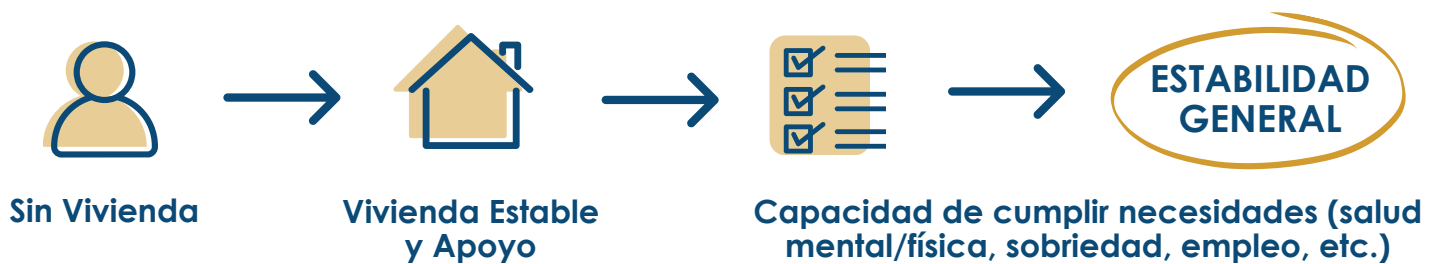 ESTABILIDAD
GENERAL
Sin Vivienda
Vivienda Estable
y Apoyo
Capacidad de cumplir necesidades (salud
mental/física, sobriedad, empleo, etc.)